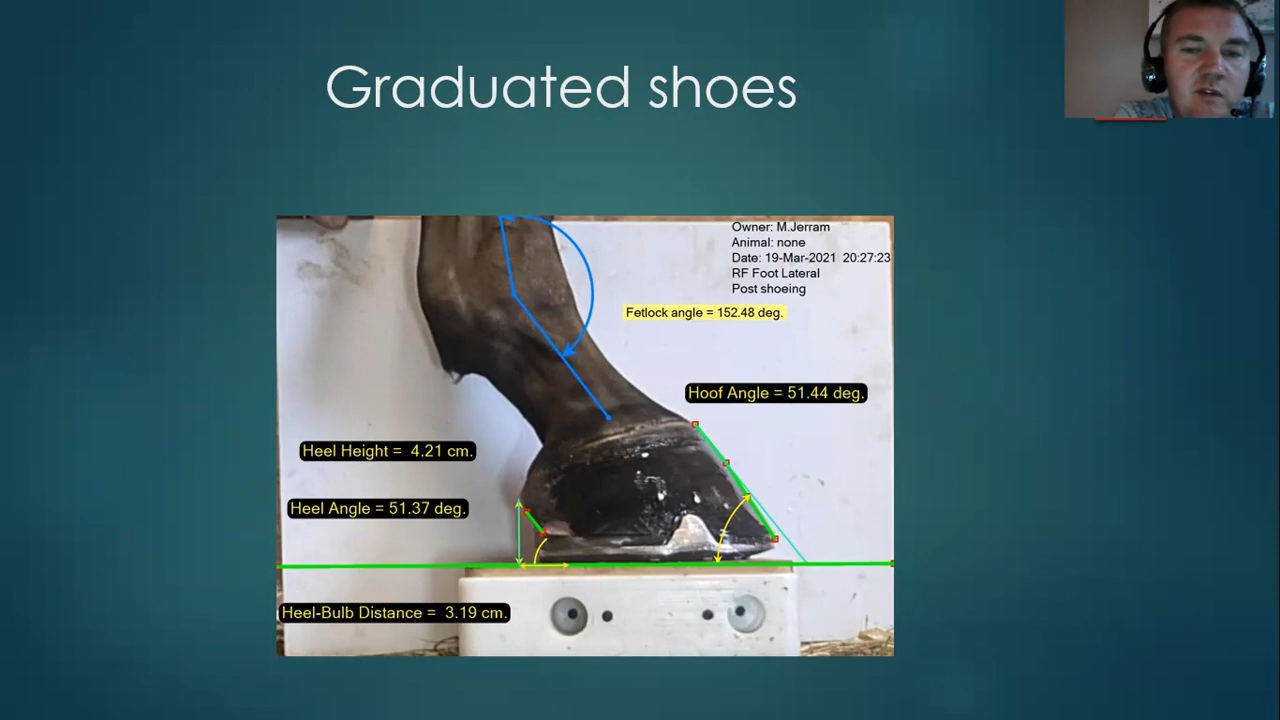 Graduated shoes
Owner: M.Jerram
Animal: none
Date: 19-Mar-2021 20:27:23
RF Foot Lateral
Post shoeing
Fetlock angle = 152.48 deg.
Hoof Angle = 51.44 deg.
Heel Height = 4.21 cm.
Heel Angle = 51.37 deg.
Heel-Bulb Distance = 3.19 cm.